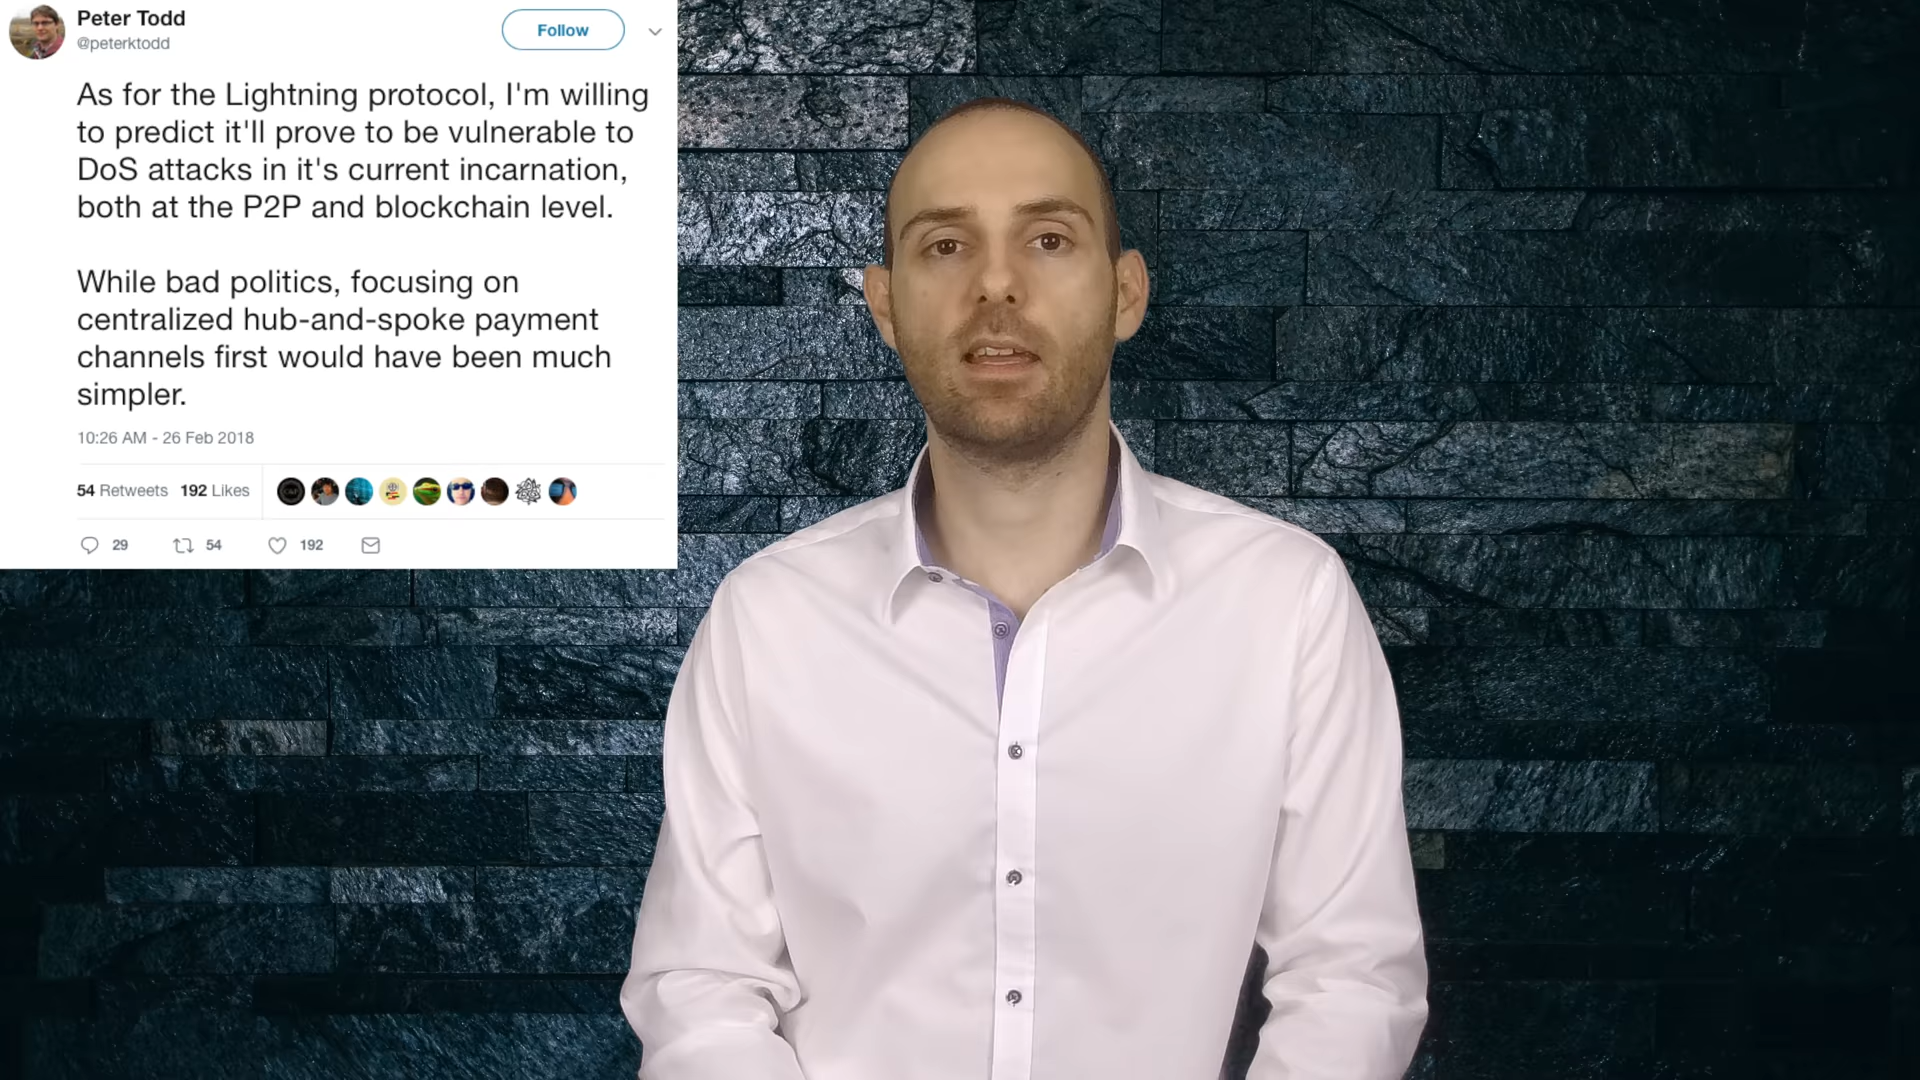 Peter Todd
@peterktodd
Follow
As for the Lightning protocol, I'm willing
to predict it'll prove to be vulnerable to
DoS attacks in it's current incarnation,
both at the P2P and blockchain level.
While bad politics, focusing on
centralized hub-and-spoke payment
channels first would have been much
simpler.
10:26 AM - 26 Feb 2018
54 Retweets 192 Likes
29 54 192